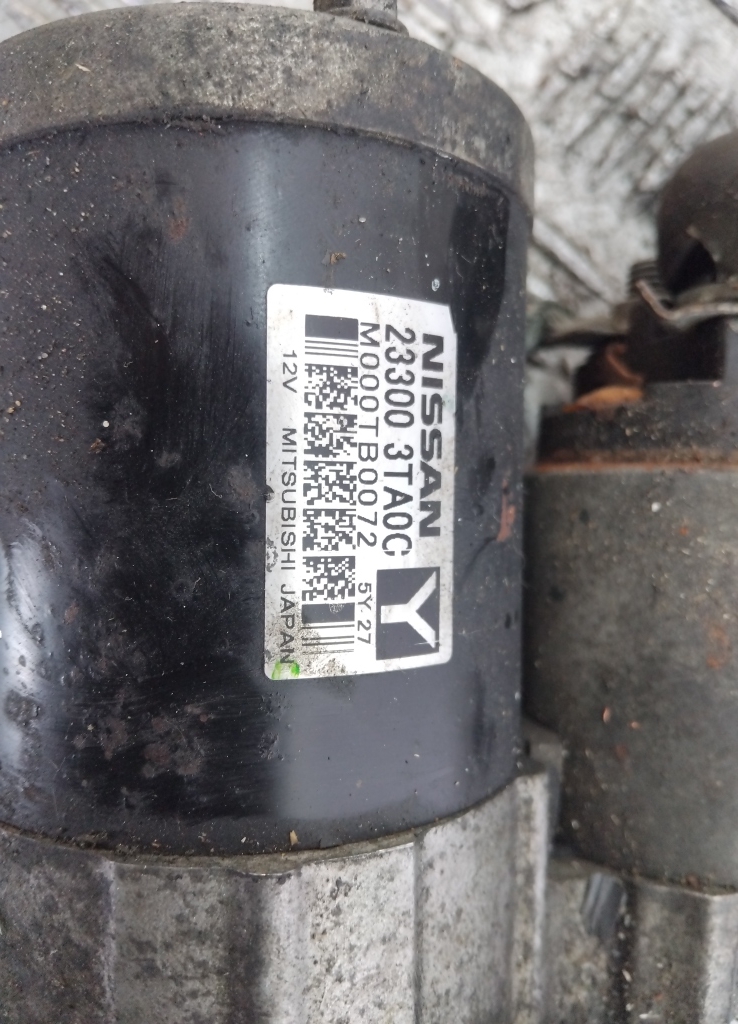 NISSAN
23300 3TA0C
M000TB0072
5Y-27
Y
12V MITSUBISHI JAPAN